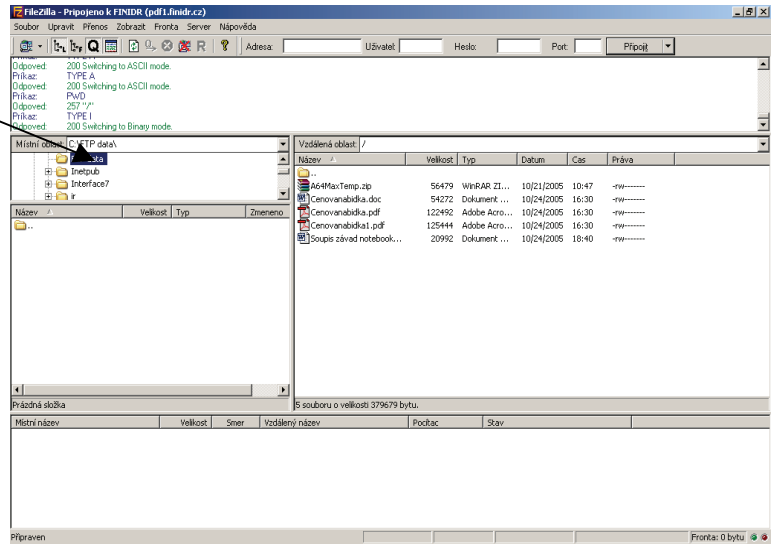 FileZilla - Pripojeno k FINIDR (pdf1.finidr.cz)
Soubor Upravit Přenos Zobrazit Fronta Server Nápověda
Adresa: Uživatel: Heslo: Port: Připojit
Odpoved: 200 Switching to ASCII mode.
Príkaz: TYPE A
Odpoved: 200 Switching to ASCII mode.
Príkaz: PWD
Odpoved: 257 "/"
Príkaz: TYPE I
Odpoved: 200 Switching to Binary mode.
Místní oblast: C:\FTP data\
Inetpub
Interface7
ir
Název Velikost Typ Zmeneno
..
Prázdná složka
Vzdálená oblast: /
Název Velikost Typ Datum Cas Práva
..
A64MaxTemp.zip 56479 WinRAR ZI... 10/21/2005 10:47 -rw-------
Cenovanabidka.doc 54272 Dokument ... 10/24/2005 16:30 -rw-------
Cenovanabidka.pdf 122492 Adobe Acro... 10/24/2005 16:30 -rw-------
Cenovanabidka1.pdf 125444 Adobe Acro... 10/24/2005 16:30 -rw-------
Soupis závad notebook... 20992 Dokument ... 10/24/2005 18:40 -rw-------
5 souboru o velikosti 379679 bytu.
Místní název Velikost Smer Vzdálený název Pocítac Stav
Připraven
Fronta: 0 bytu